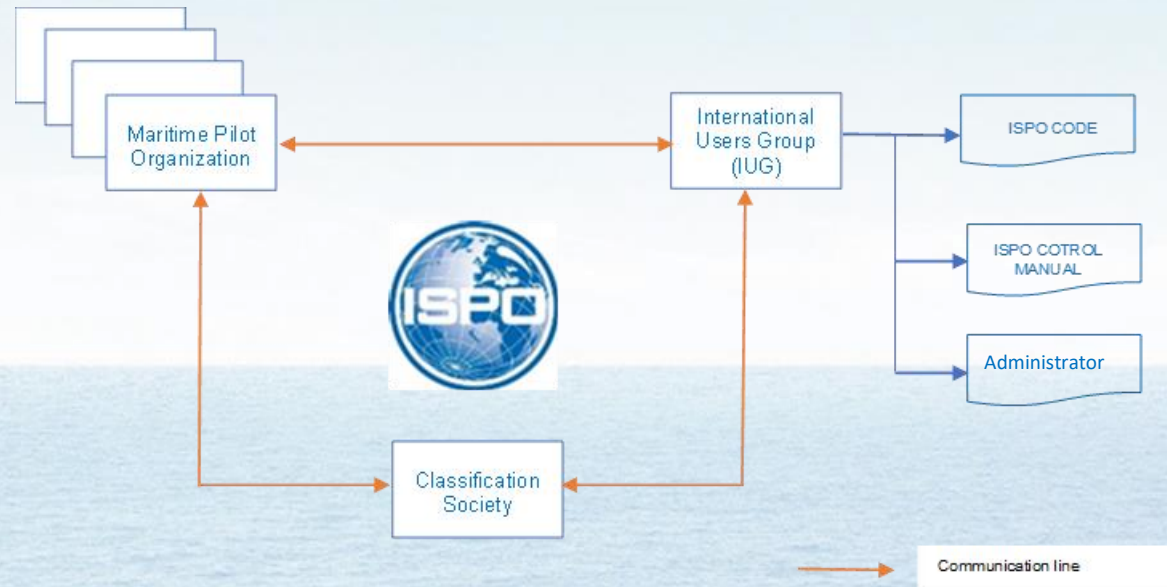 Maritime Pilot
Organization
International
Users Group
(IUG)
ISPO CODE
ISPO COTROL
MANUAL
Administrator
ISPO
Classification
Society
Communication line